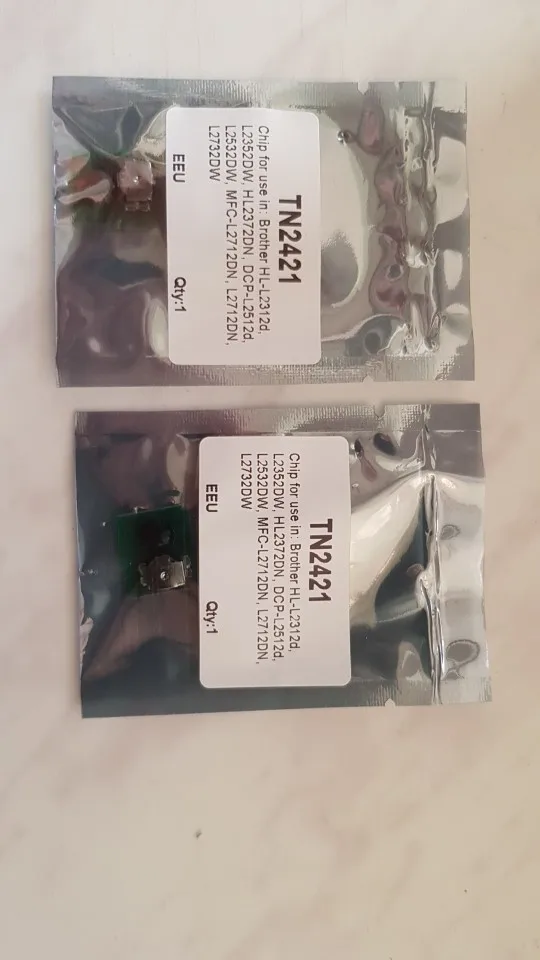 TN2421
Chip for use in: Brother HL-L2312d,
L2352DW, HL2372DN, DCP-L2512d,
L2532DW, MFC-L2712DN, L2712DN,
L2732DW
EEU Qty:1
TN2421
Chip for use in: Brother HL-L2312d,
L2352DW, HL2372DN, DCP-L2512d,
L2532DW, MFC-L2712DN, L2712DN,
L2732DW
EEU Qty:1